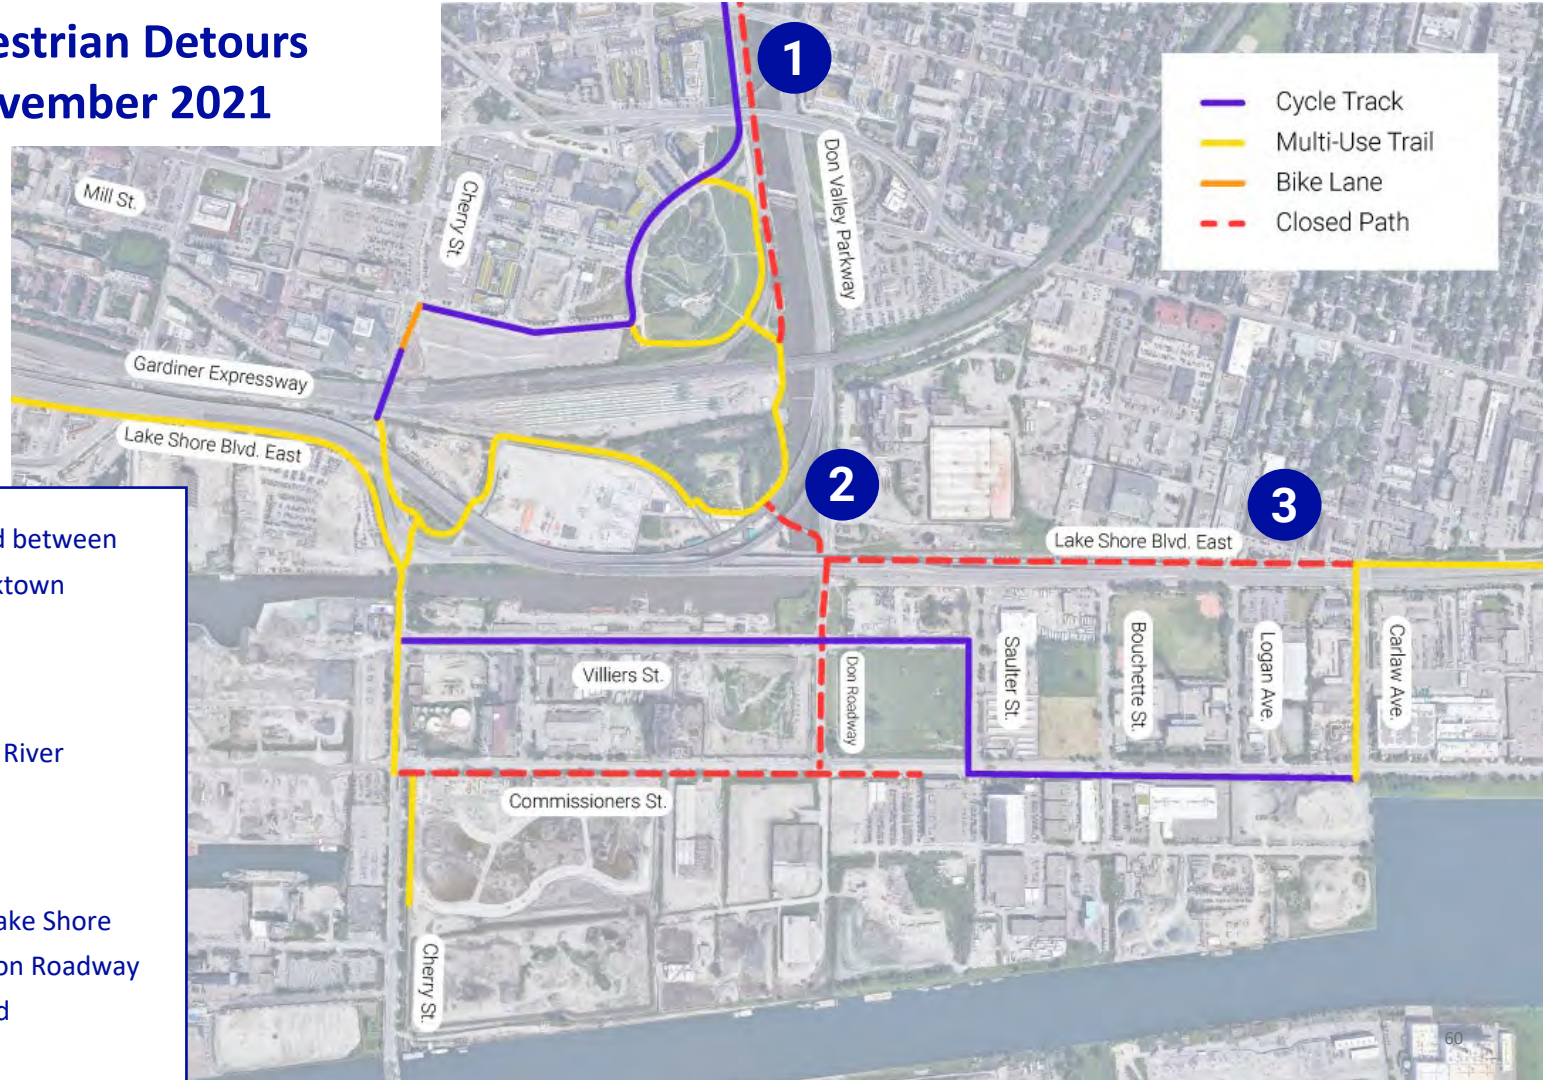 estrian Detours
vember 2021
1
Cycle Track
Multi-Use Trail
Bike Lane
Closed Path
Mill St.
Cherry St.
Don Valley Parkway
Gardiner Expressway
Lake Shore Blvd. East
2
3
Lake Shore Blvd. East
d between
ktown
River
ake Shore
on Roadway
d
Villiers St.
Don Roadway
Saulter St.
Bouchette St.
Logan Ave.
Carlaw Ave.
Commissioners St.
Cherry St.
60